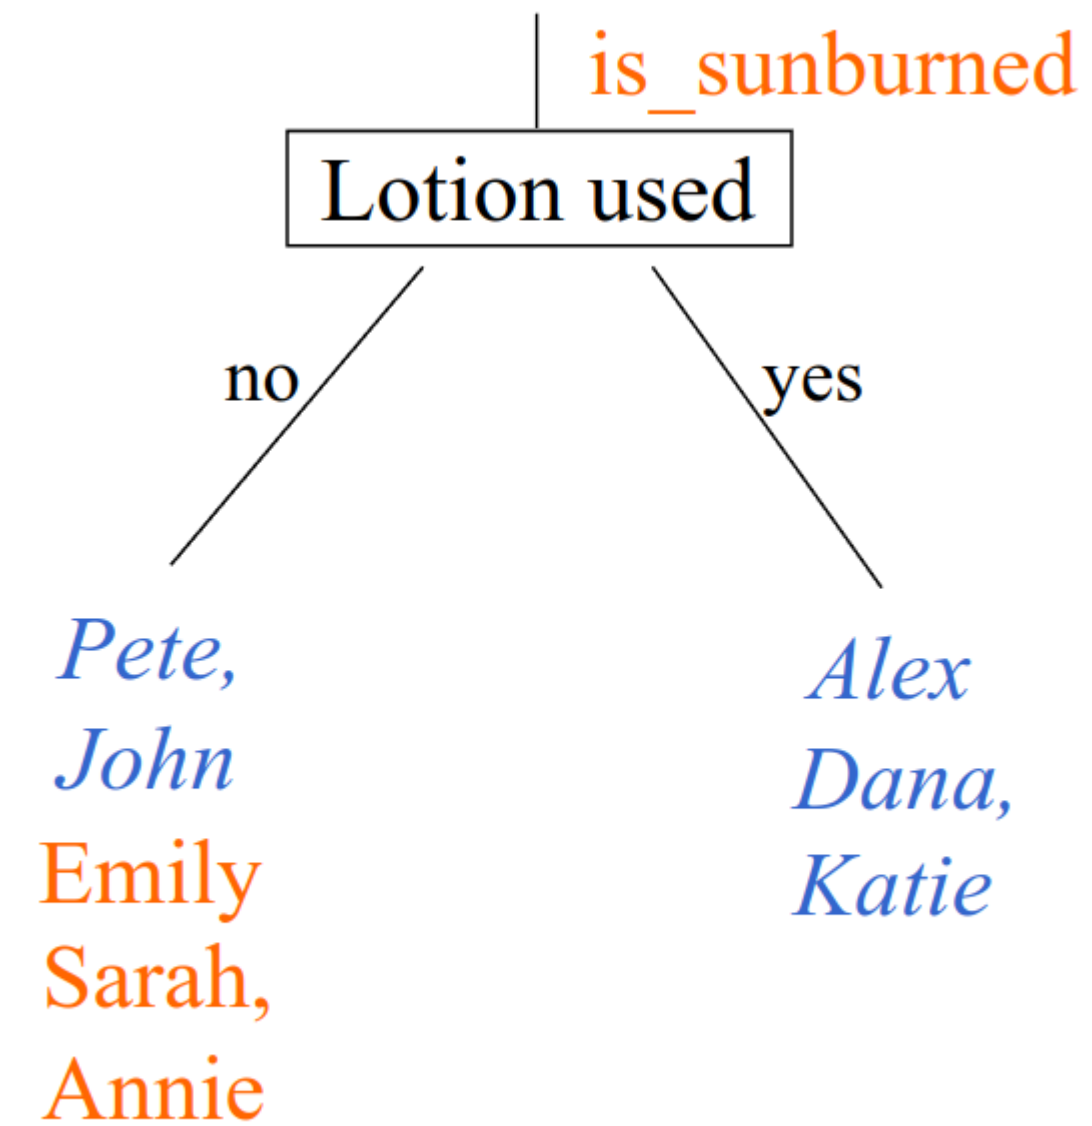 is_sunburned
Lotion used
no
yes
Pete,
John
Emily
Sarah,
Annie
Alex
Dana,
Katie